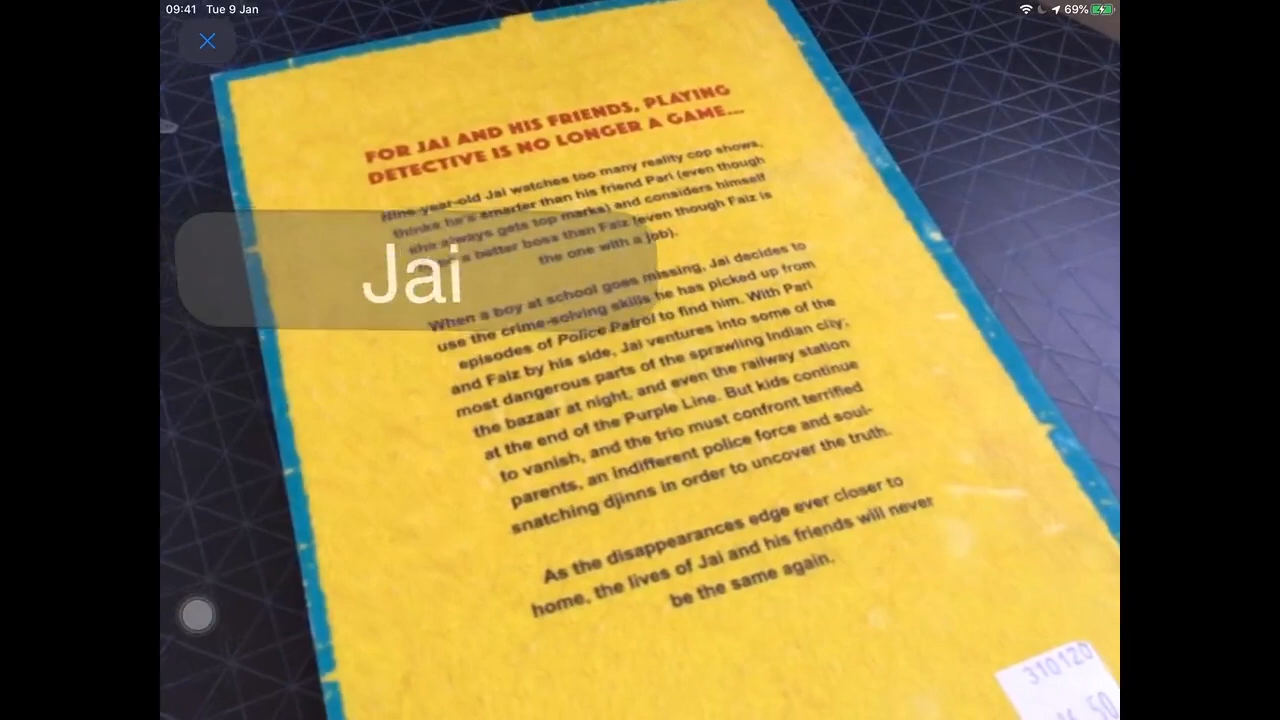 09:41 Tue 9 Jan
69%
FOR JAI AND HIS FRIENDS, PLAYING
DETECTIVE IS NO LONGER A GAME...
Nine-year-old Jai watches too many reality cop shows,
thinks he's smarter than his friend Pari (even though
she always gets top marks) and considers himself
a better boss than Faiz (even though Faiz is
the one with a job).
Jai
When a boy at school goes missing, Jai decides to
use the crime-solving skills he has picked up from
episodes of Police Patrol to find him. With Pari
and Faiz by his side, Jai ventures into some of the
most dangerous parts of the sprawling Indian city;
the bazaar at night, and even the railway station
at the end of the Purple Line. But kids continue
to vanish, and the trio must confront terrified
parents, an indifferent police force and soul-
snatching djinns in order to uncover the truth.
As the disappearances edge ever closer to
home, the lives of Jai and his friends will never
be the same again.
310120